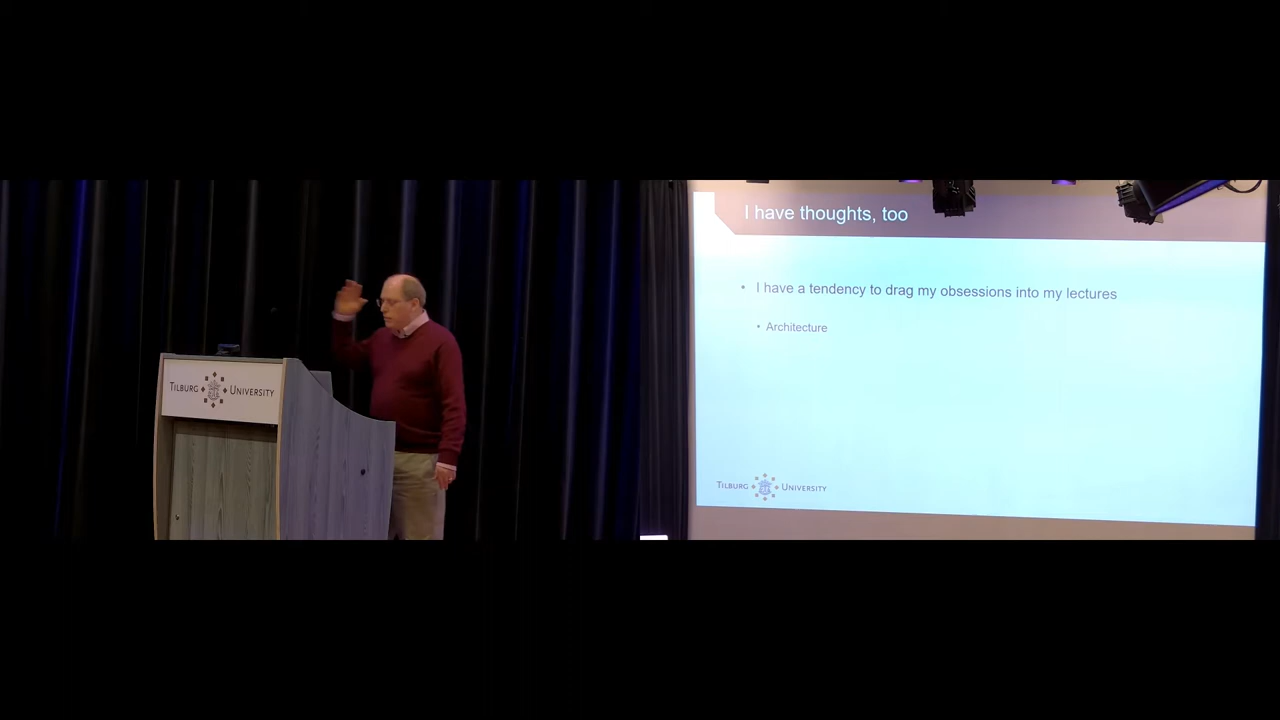 TILBURG UNIVERSITY
I have thoughts, too
• I have a tendency to drag my obsessions into my lectures
• Architecture
TILBURG UNIVERSITY